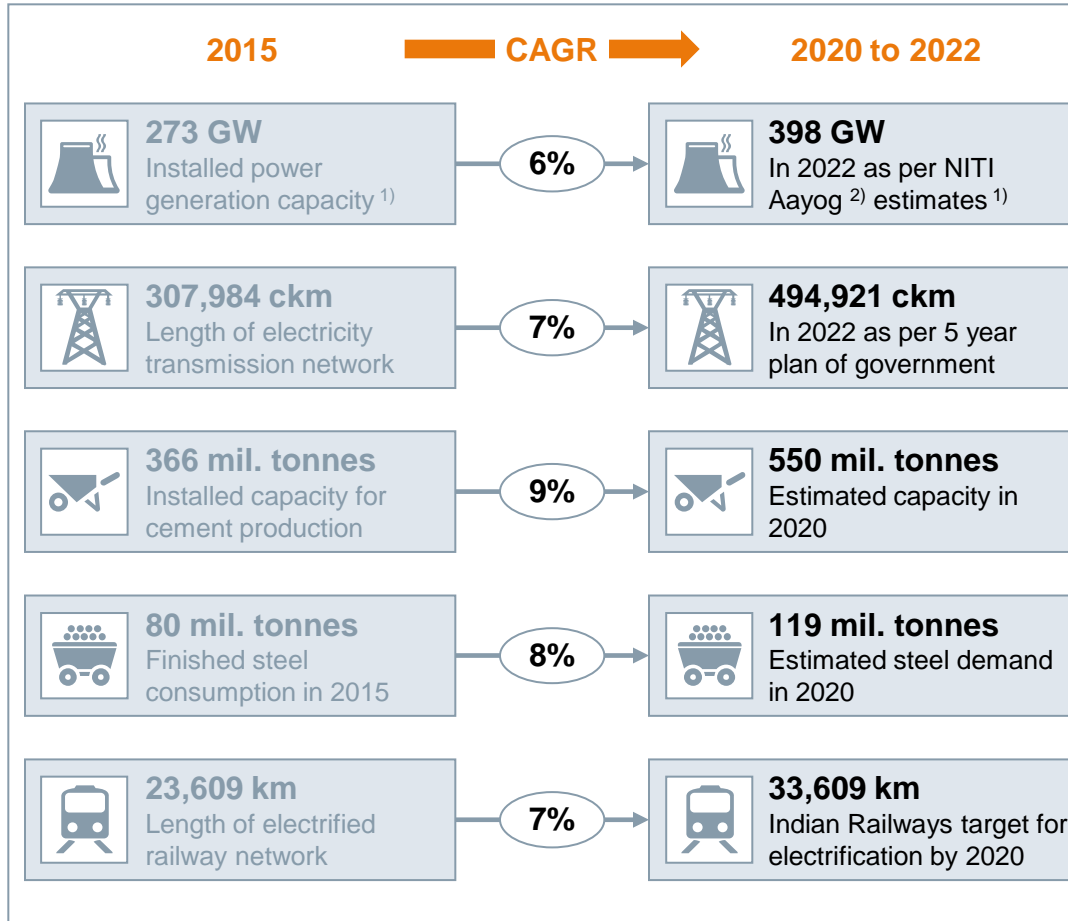 2015 CAGR 2020 to 2022
273 GW
Installed power
generation capacity 1)
6%
398 GW
In 2022 as per NITI
Aayog 2) estimates 1)
307,984 ckm
Length of electricity
transmission network
7%
494,921 ckm
In 2022 as per 5 year
plan of government
366 mil. tonnes
Installed capacity for
cement production
9%
550 mil. tonnes
Estimated capacity in
2020
80 mil. tonnes
Finished steel
consumption in 2015
8%
119 mil. tonnes
Estimated steel demand
in 2020
23,609 km
Length of electrified
railway network
7%
33,609 km
Indian Railways target for
electrification by 2020